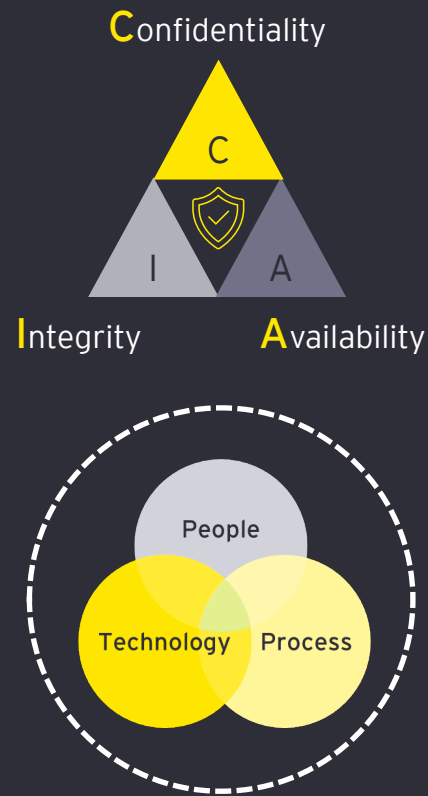 Confidentiality
C
I A
Integrity Availability
People
Technology Process